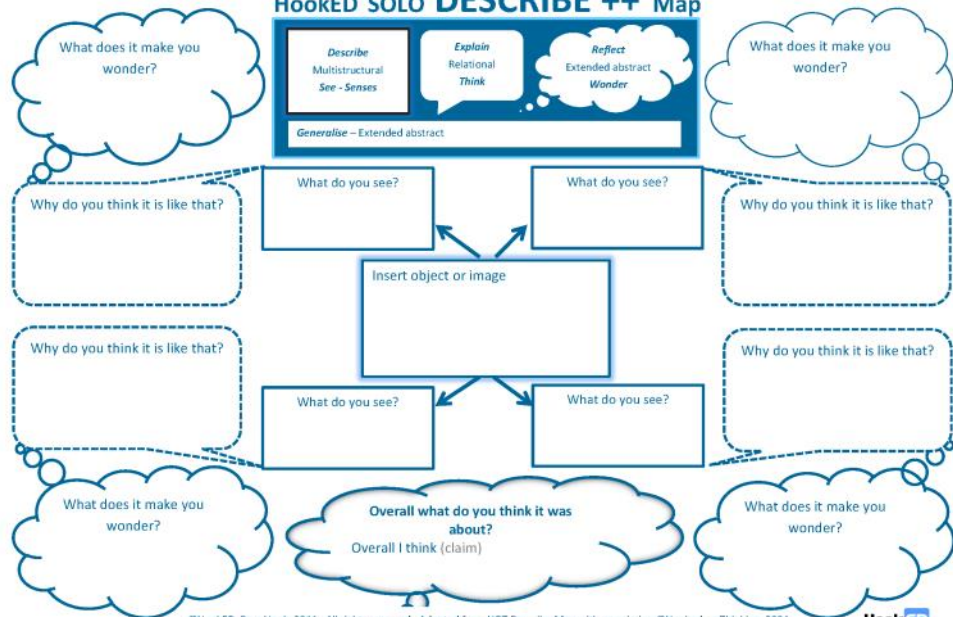 HookED SOLO DESCRIBE ++ Map
What does it make you
wonder?
Describe
Multistructural
See - Senses
Explain
Relational
Think
Reflect
Extended abstract
Wonder
Generalise – Extended abstract
What does it make you
wonder?
Why do you think it is like that?
What do you see?
What do you see?
Why do you think it is like that?
Insert object or image
Why do you think it is like that?
What do you see?
What do you see?
Why do you think it is like that?
What does it make you
wonder?
Overall what do you think it was
about?
Overall I think (claim)
What does it make you
wonder?